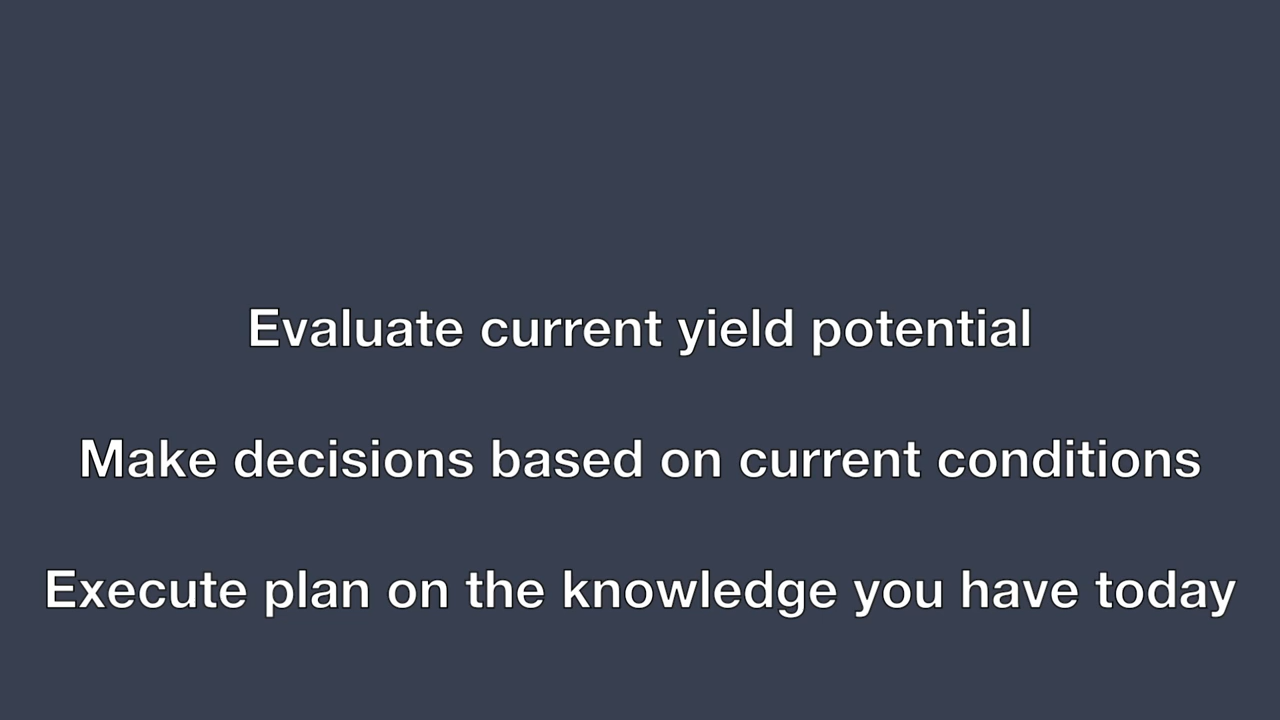 Evaluate current yield potential
Make decisions based on current conditions
Execute plan on the knowledge you have today